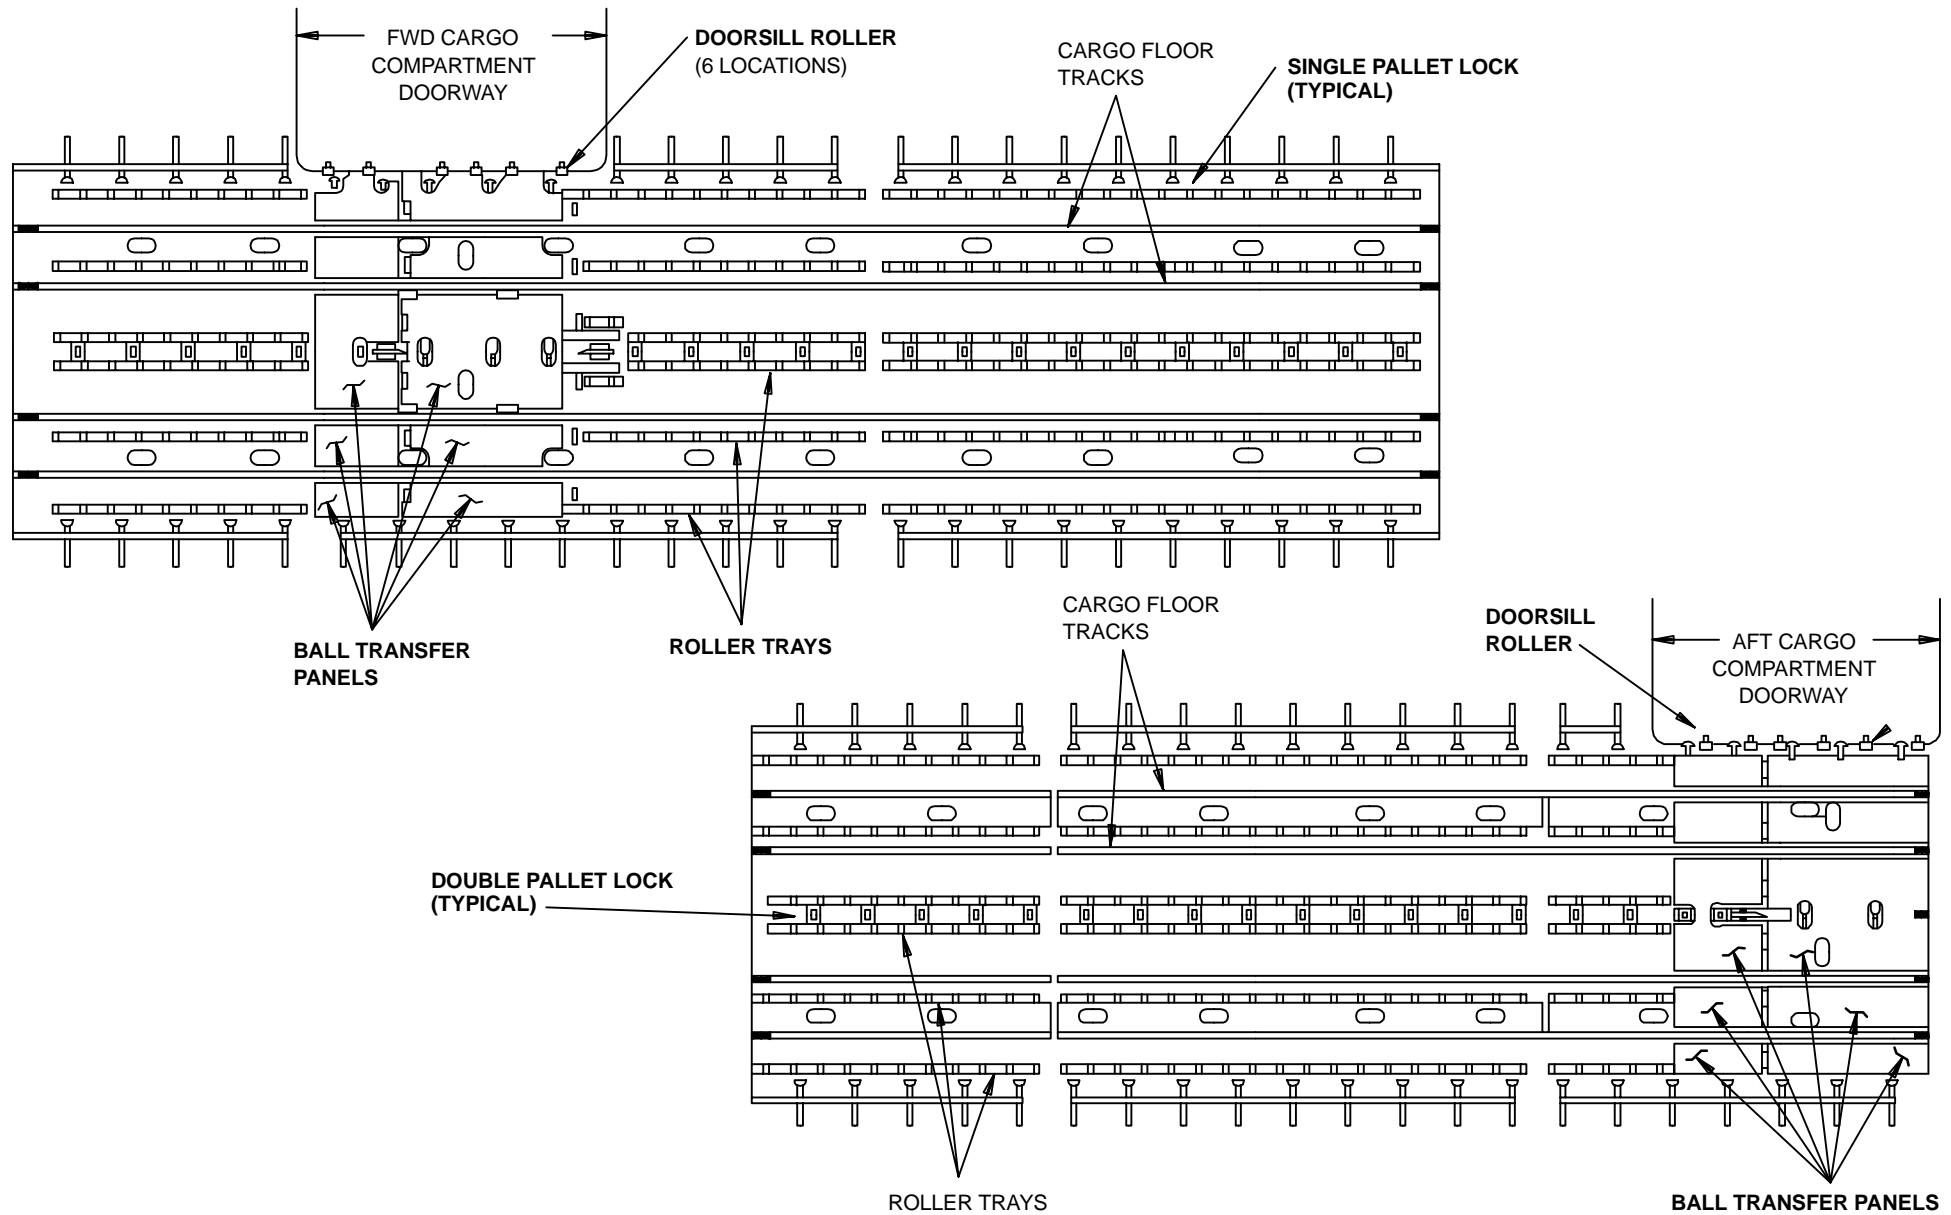 FWD CARGO
COMPARTMENT
DOORWAY
DOORSILL ROLLER
(6 LOCATIONS)
CARGO FLOOR
TRACKS
SINGLE PALLET LOCK
(TYPICAL)
BALL TRANSFER
PANELS
ROLLER TRAYS
CARGO FLOOR
TRACKS
DOORSILL
ROLLER
AFT CARGO
COMPARTMENT
DOORWAY
DOUBLE PALLET LOCK
(TYPICAL)
ROLLER TRAYS
BALL TRANSFER PANELS